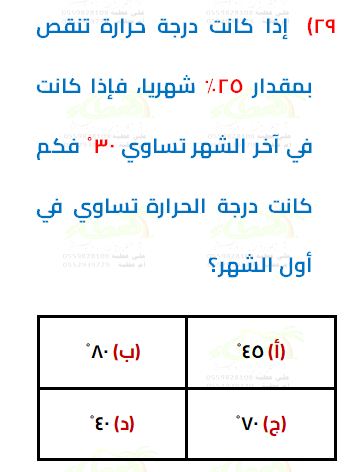 ٢٩) إذا كانت درجة حرارة تنقص
بمقدار ٢٥٪ شهريا، فإذا كانت
في آخر الشهر تساوي ٣٠° فكم
كانت درجة الحرارة تساوي في
أول الشهر؟
(أ) ٤٥°
(ب) ٨٠°
(ج) ٧٠°
(د) ٤٠°